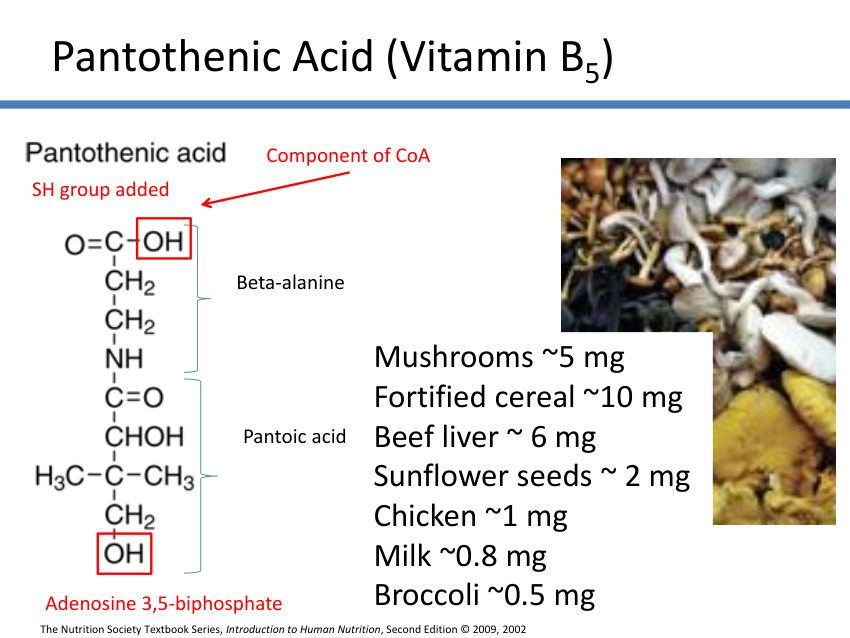 Pantothenic Acid (Vitamin B₅)
Pantothenic acid
Component of CoA
SH group added
O=C-OH
CH₂
Beta-alanine
CH₂
NH
C=O
CHOH
Pantoic acid
H₃C-C-CH₃
CH₂
OH
Adenosine 3,5-biphosphate
Mushrooms ~5 mg
Fortified cereal ~10 mg
Beef liver ~ 6 mg
Sunflower seeds ~ 2 mg
Chicken ~1 mg
Milk ~0.8 mg
Broccoli ~0.5 mg
The Nutrition Society Textbook Series, Introduction to Human Nutrition, Second Edition © 2009, 2002